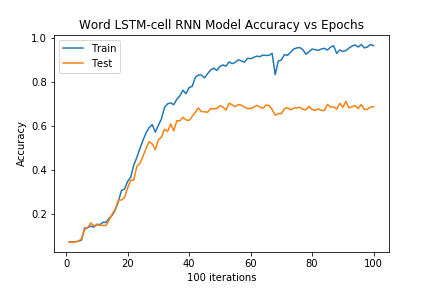 Word LSTM-cell RNN Model Accuracy vs Epochs
Train
Test
Accuracy
1.0
0.8
0.6
0.4
0.2
0
20
40
60
80
100
100 iterations